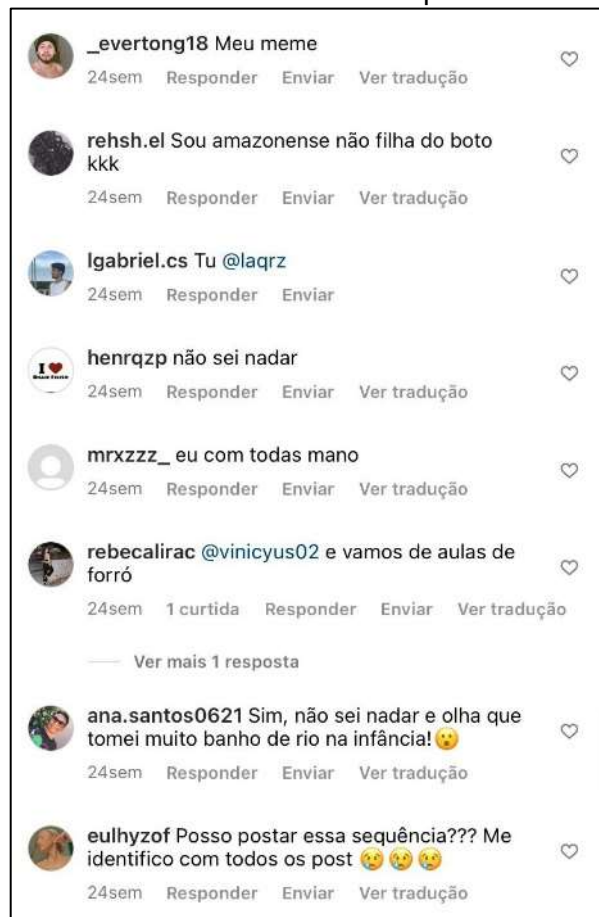 _evertong18 Meu meme
24sem Responder Enviar Ver tradução
rehsh.el Sou amazonense não filha do boto
kkk
24sem Responder Enviar Ver tradução
lgabriel.cs Tu @laqrz
24sem Responder Enviar
I
henrqzp não sei nadar
24sem Responder Enviar Ver tradução
mrxzzz_ eu com todas mano
24sem Responder Enviar Ver tradução
rebecalirac @vinicyus02 e vamos de aulas de
forró
24sem 1 curtida Responder Enviar Ver tradução
Ver mais 1 resposta
ana.santos0621 Sim, não sei nadar e olha que
tomei muito banho de rio na infância!😮
24sem Responder Enviar Ver tradução
eulhyzof Posso postar essa sequência??? Me
identifico com todos os post 😢😢😢
24sem Responder Enviar Ver tradução